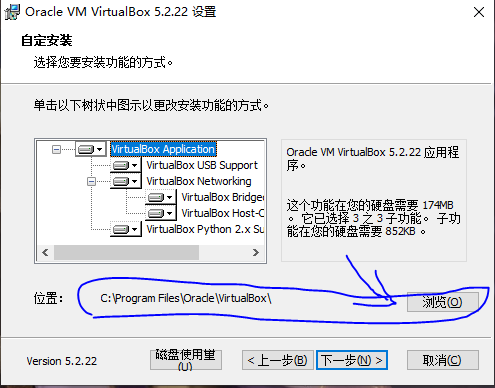 Oracle VM VirtualBox 5.2.22 设置
自定安装
选择您要安装功能的方式。
单击以下树状中图示以更改安装功能的方式。
VirtualBox Application
VirtualBox USB Support
VirtualBox Networking
VirtualBox Bridged
VirtualBox Host-O
VirtualBox Python 2.x Su
Oracle VM VirtualBox 5.2.22 应用程
序。
这个功能在您的硬盘需要 174MB
。 它已选择 3 之 3 子功能。 子功
能在您的硬盘需要 852KB 。
位置：
C:\Program Files\Oracle\VirtualBox\
浏览(O)
Version 5.2.22
磁盘使用量
(U)
< 上一步(B)
下一步(N) >
取消(C)